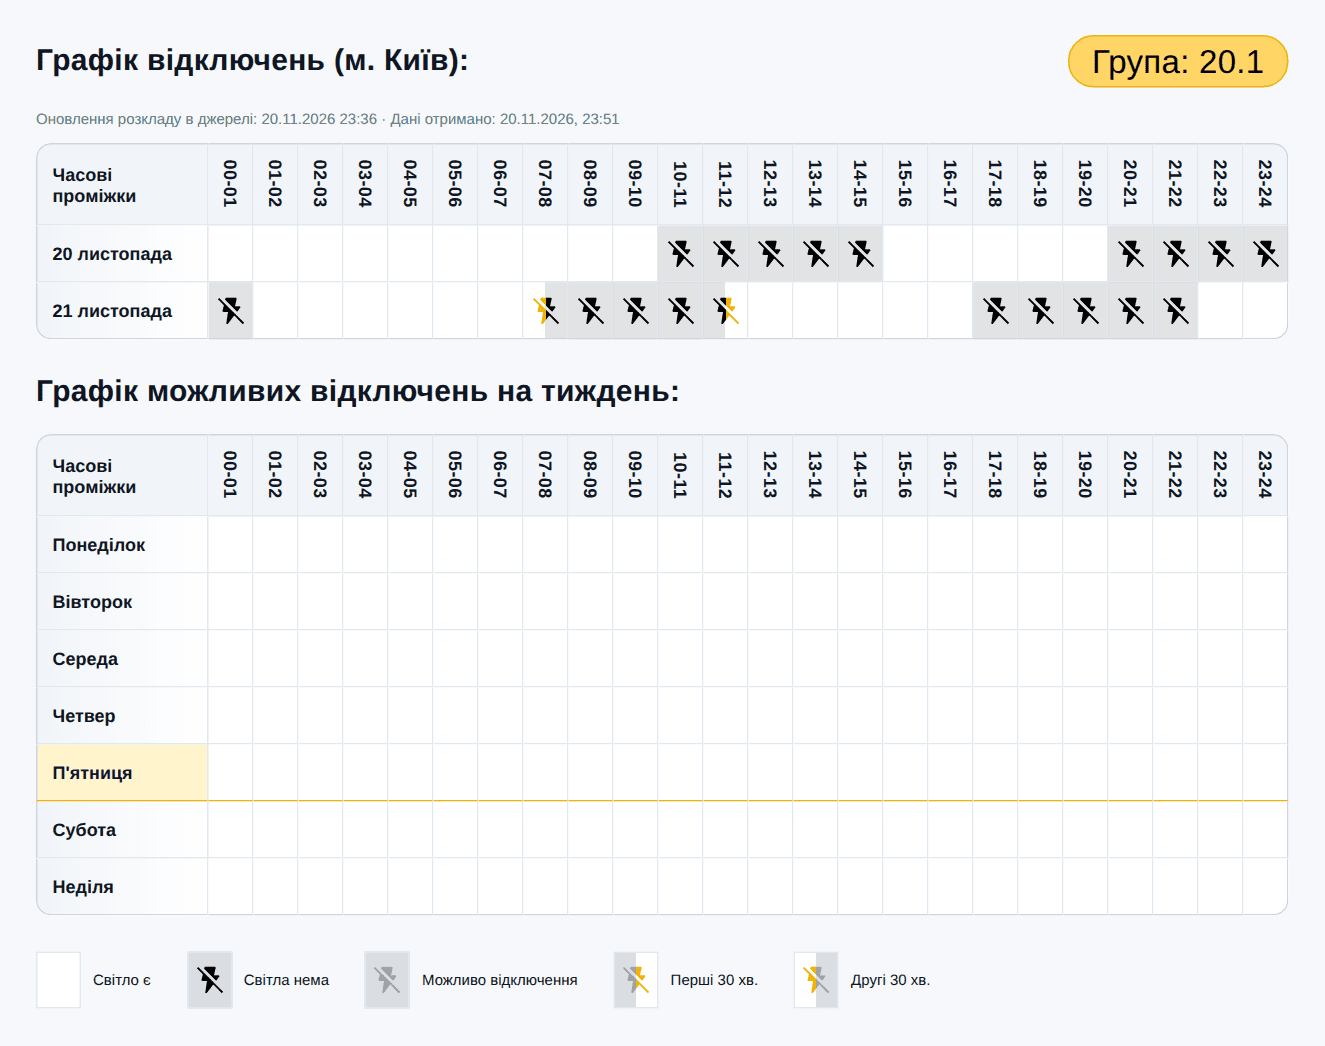 Графік відключень (м. Київ):
Група: 20.1
Оновлення розкладу в джерелі: 20.11.2026 23:36 · Дані отримано: 20.11.2026, 23:51
Часові проміжки 00-01 01-02 02-03 03-04 04-05 05-06 06-07 07-08 08-09 09-10 10-11 11-12 12-13 13-14 14-15 15-16 16-17 17-18 18-19 19-20 20-21 21-22 22-23 23-24
20 листопада
21 листопада
Графік можливих відключень на тиждень:
Часові проміжки 00-01 01-02 02-03 03-04 04-05 05-06 06-07 07-08 08-09 09-10 10-11 11-12 12-13 13-14 14-15 15-16 16-17 17-18 18-19 19-20 20-21 21-22 22-23 23-24
Понеділок
Вівторок
Середа
Четвер
П'ятниця
Субота
Неділя
Світло є Світла нема Можливо відключення Перші 30 хв. Другі 30 хв.